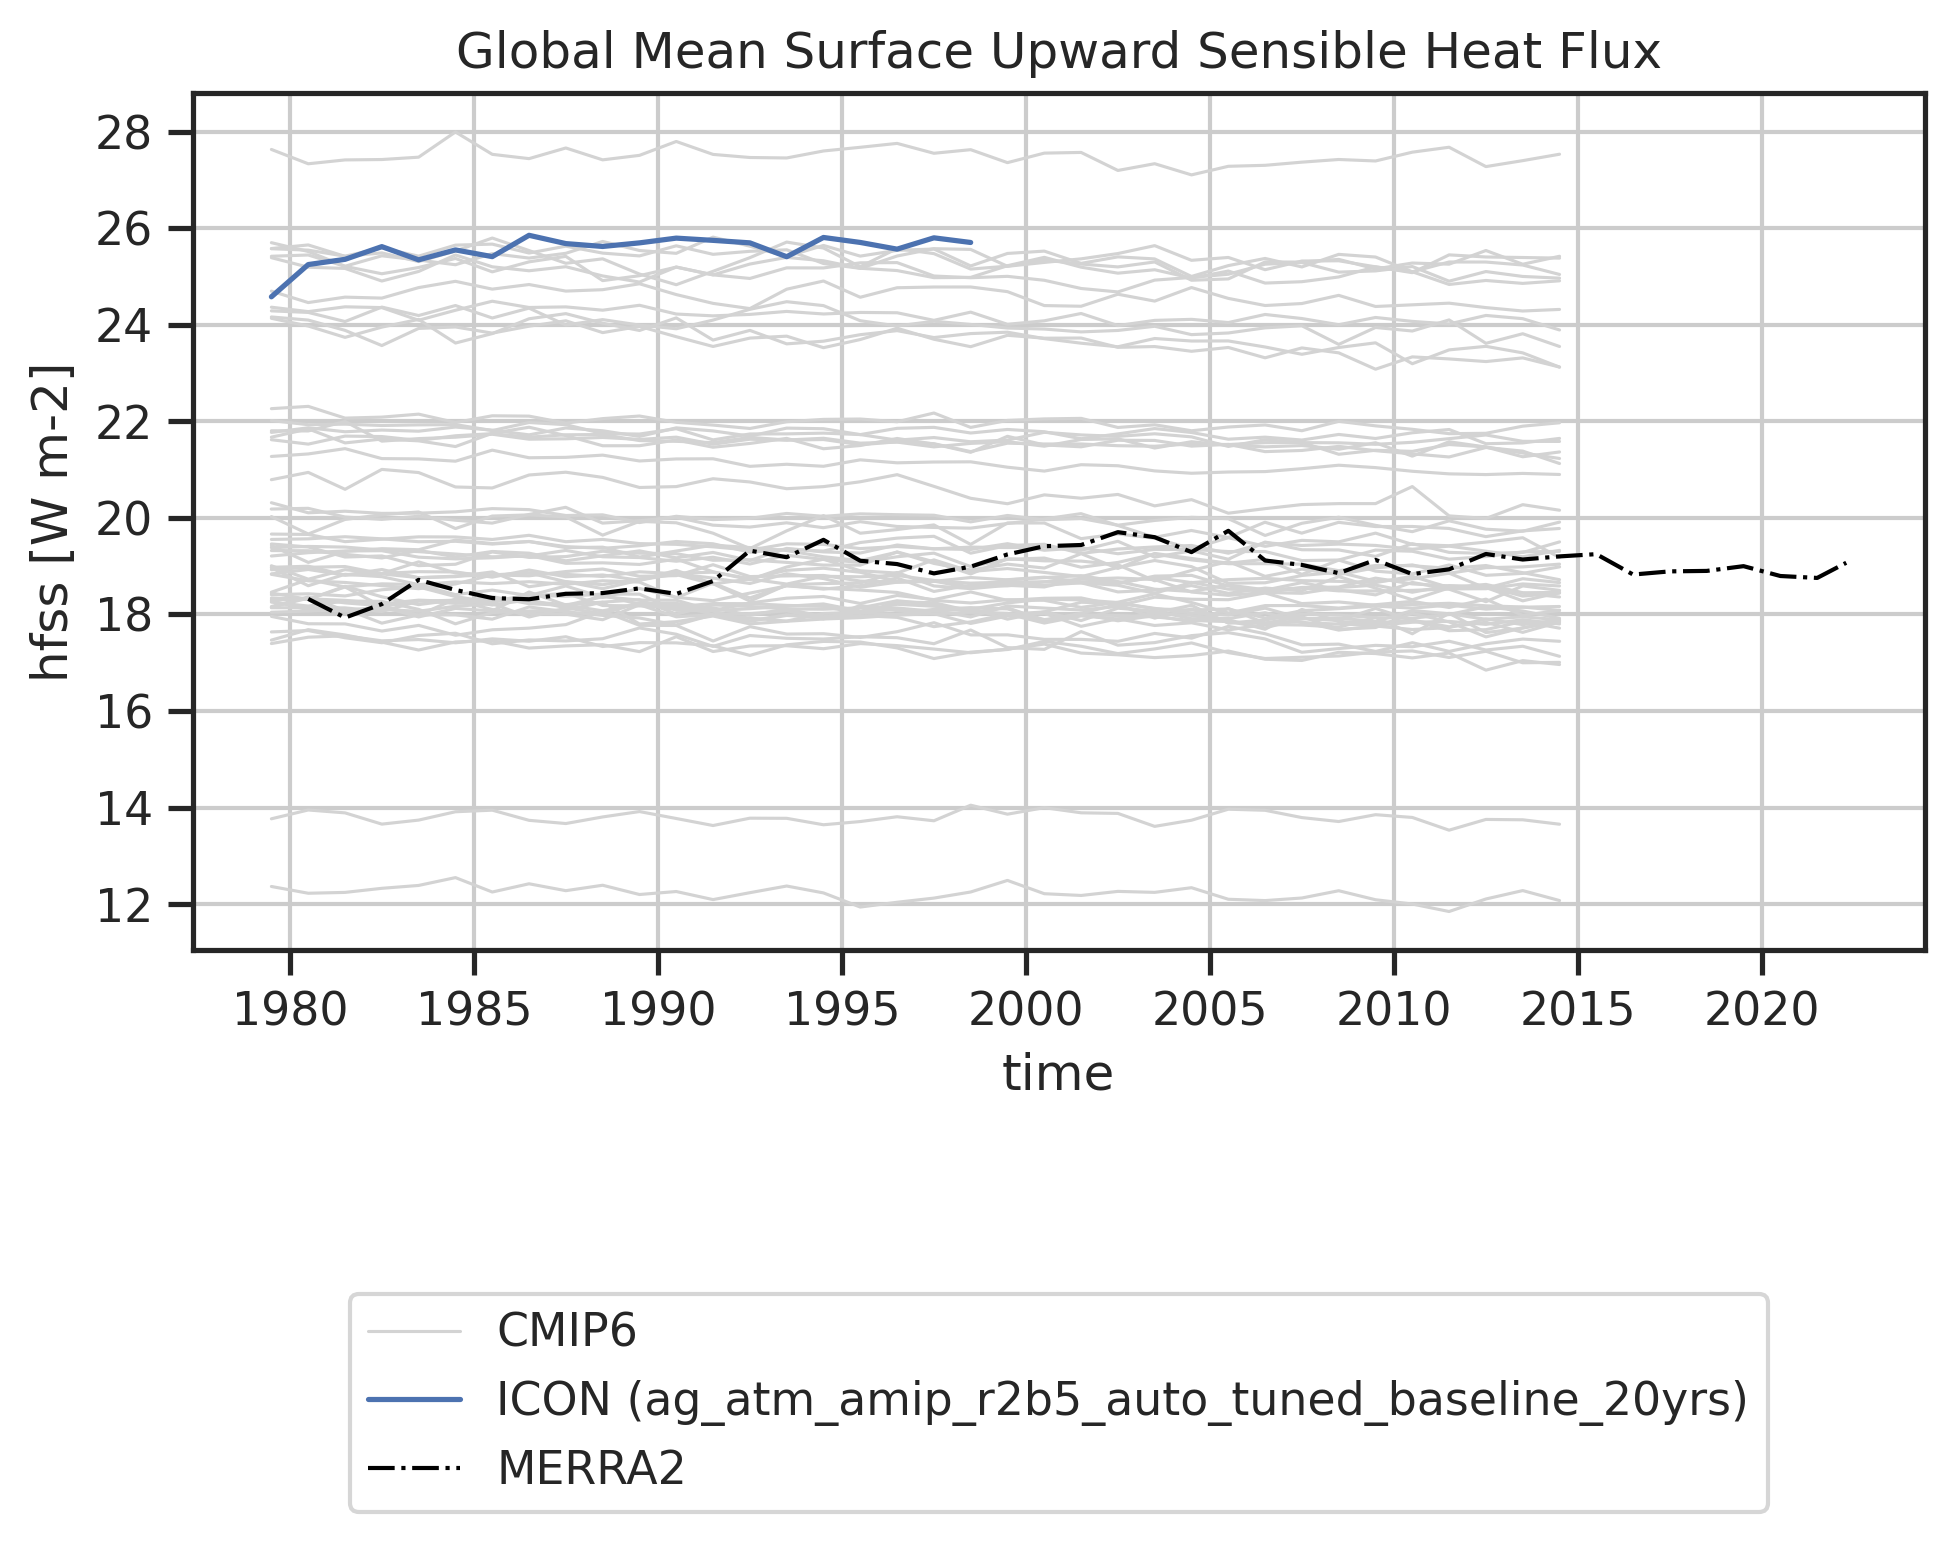 Global Mean Surface Upward Sensible Heat Flux
hfss [W m-2]
28
26
24
22
20
18
16
14
12
1980 1985 1990 1995 2000 2005 2010 2015 2020
time
CMIP6
ICON (ag_atm_amip_r2b5_auto_tuned_baseline_20yrs)
MERRA2